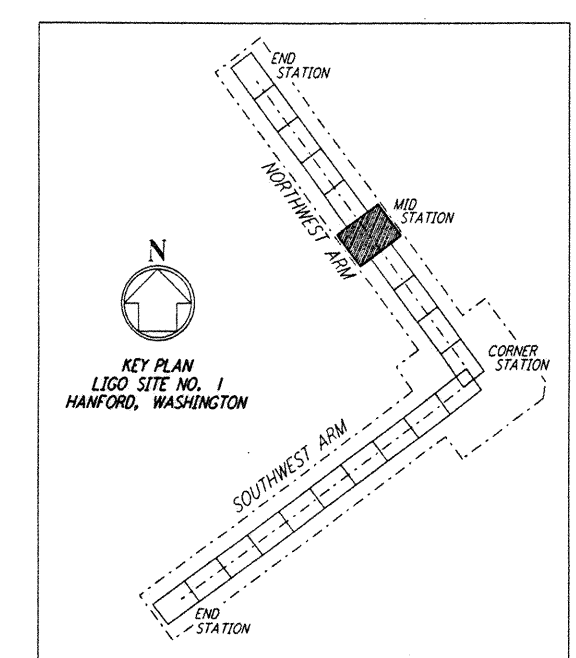 END
STATION
NORTHWEST ARM
MID
STATION
N
KEY PLAN
LIGO SITE NO. 1
HANFORD, WASHINGTON
CORNER
STATION
SOUTHWEST ARM
END
STATION